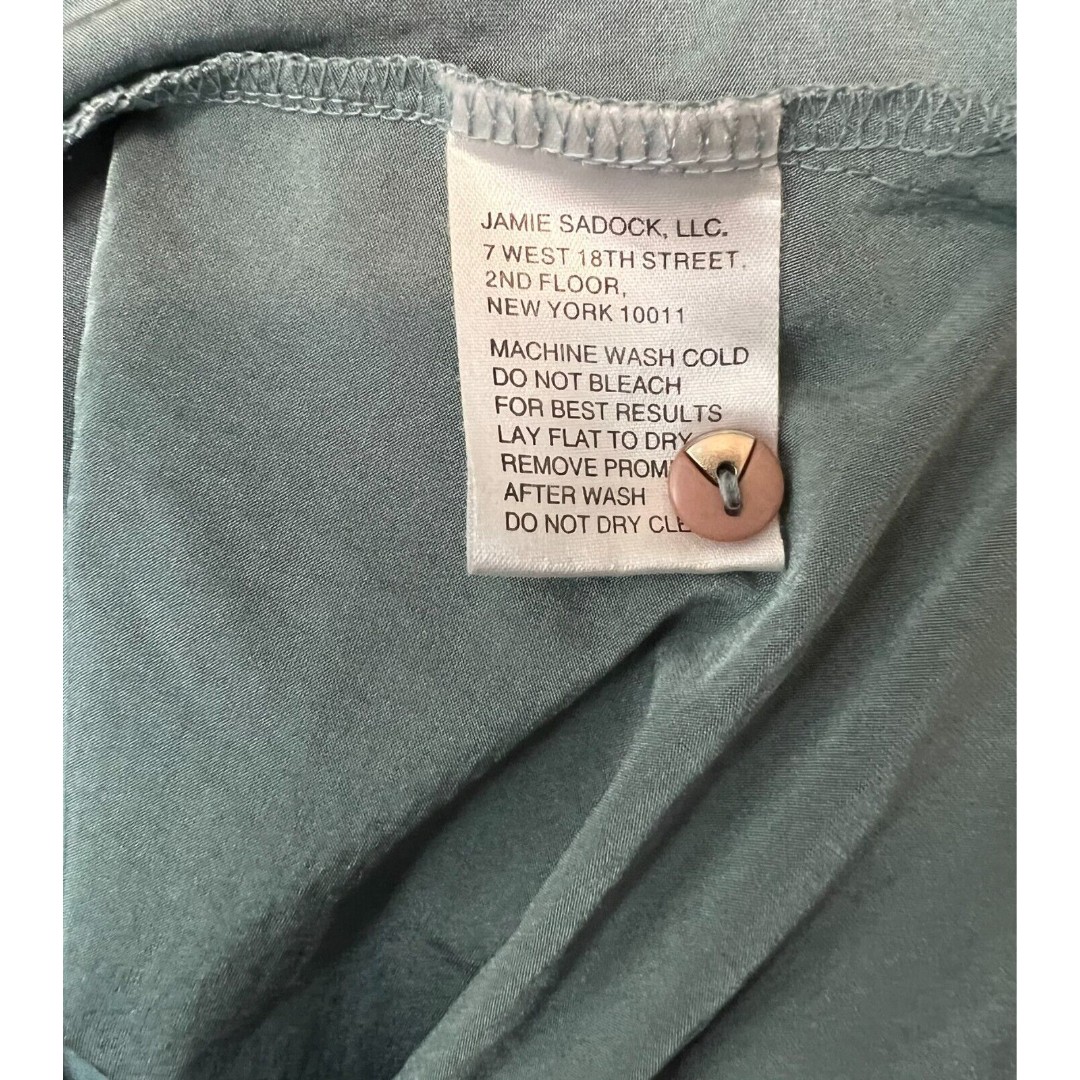 JAMIE SADOCK, LLC.
7 WEST 18TH STREET.
2ND FLOOR,
NEW YORK 10011
MACHINE WASH COLD
DO NOT BLEACH
FOR BEST RESULTS
LAY FLAT TO DRY
REMOVE
AFTER WASH
DO NOT DRY